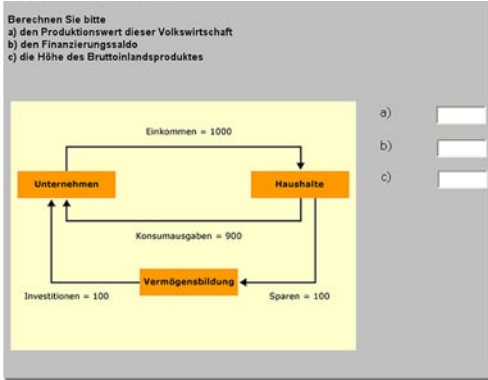 Berechnen Sie bitte
a) den Produktionswert dieser Volkswirtschaft
b) den Finanzierungssaldo
c) die Höhe des Bruttoinlandsproduktes
a)
b)
c)
Einkommen = 1000
Unternehmen
Haushalte
Konsumausgaben = 900
Vermögensbildung
Investitionen = 100
Sparen = 100